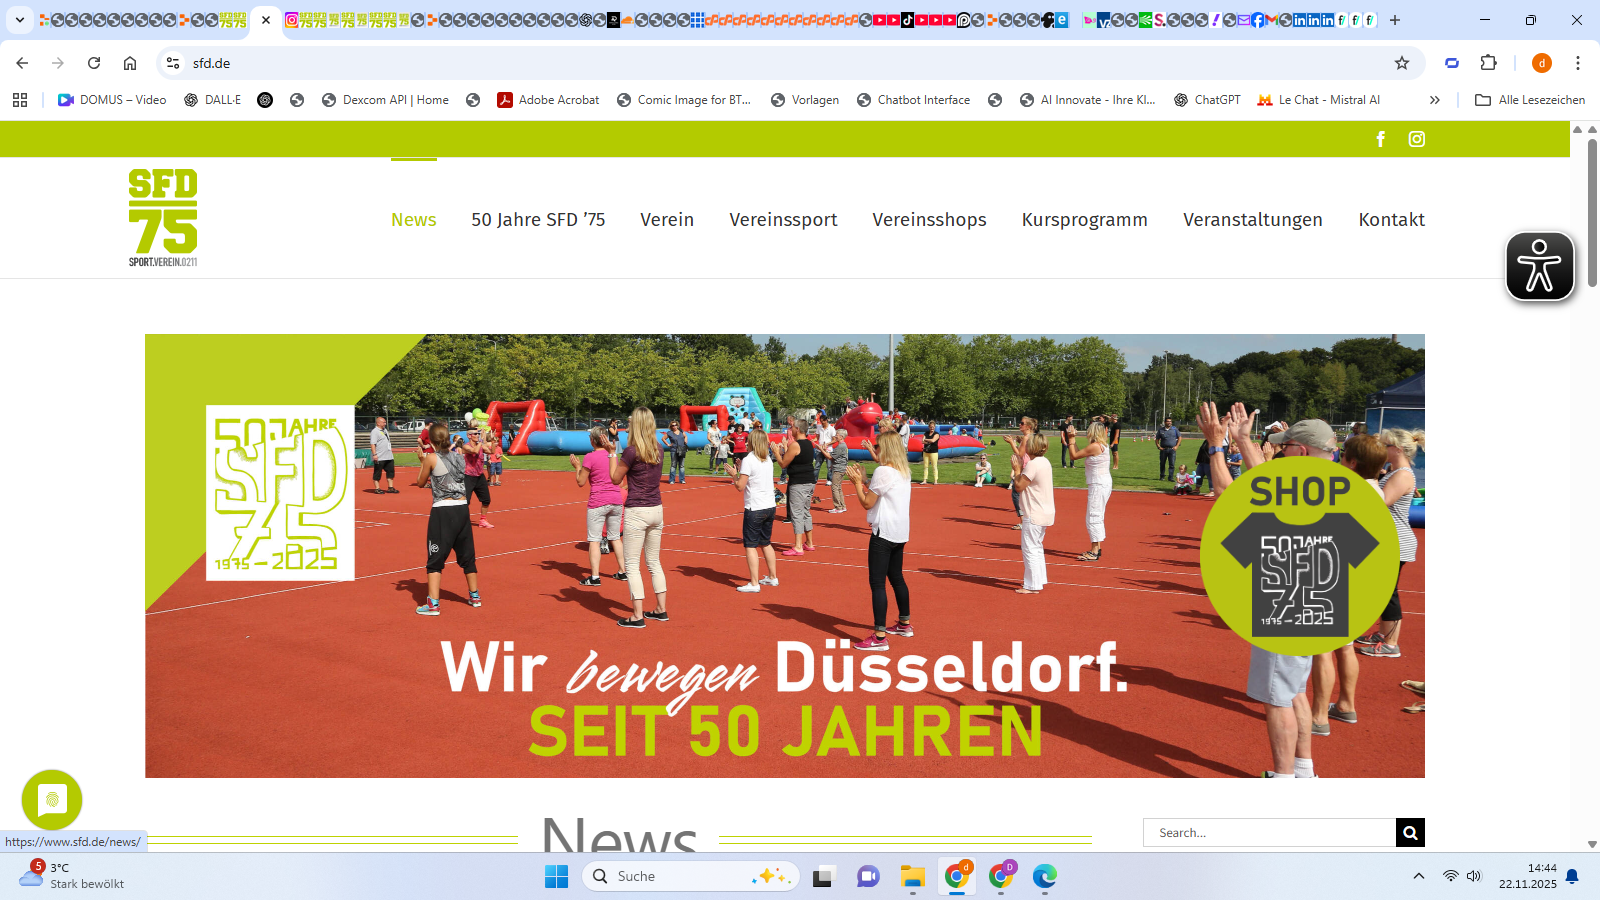 sfd.de
d
DOMUS – Video
DALL·E
Dexcom API | Home
Adobe Acrobat
Comic Image for BT...
Vorlagen
Chatbot Interface
AI Innovate - Ihre KI...
ChatGPT
Le Chat - Mistral AI
Alle Lesezeichen
SFD
75
SPORT.VEREIN.0211
News
50 Jahre SFD ’75
Verein
Vereinssport
Vereinsshops
Kursprogramm
Veranstaltungen
Kontakt
50 JAHRE
SFD
75
1975 – 2025
SHOP
50 JAHRE
SFD
75
1975 – 2025
Wir bewegen Düsseldorf.
SEIT 50 JAHREN
News
Search...
https://www.sfd.de/news/
5
3°C
Stark bewölkt
Suche
d
D
14:44
22.11.2025